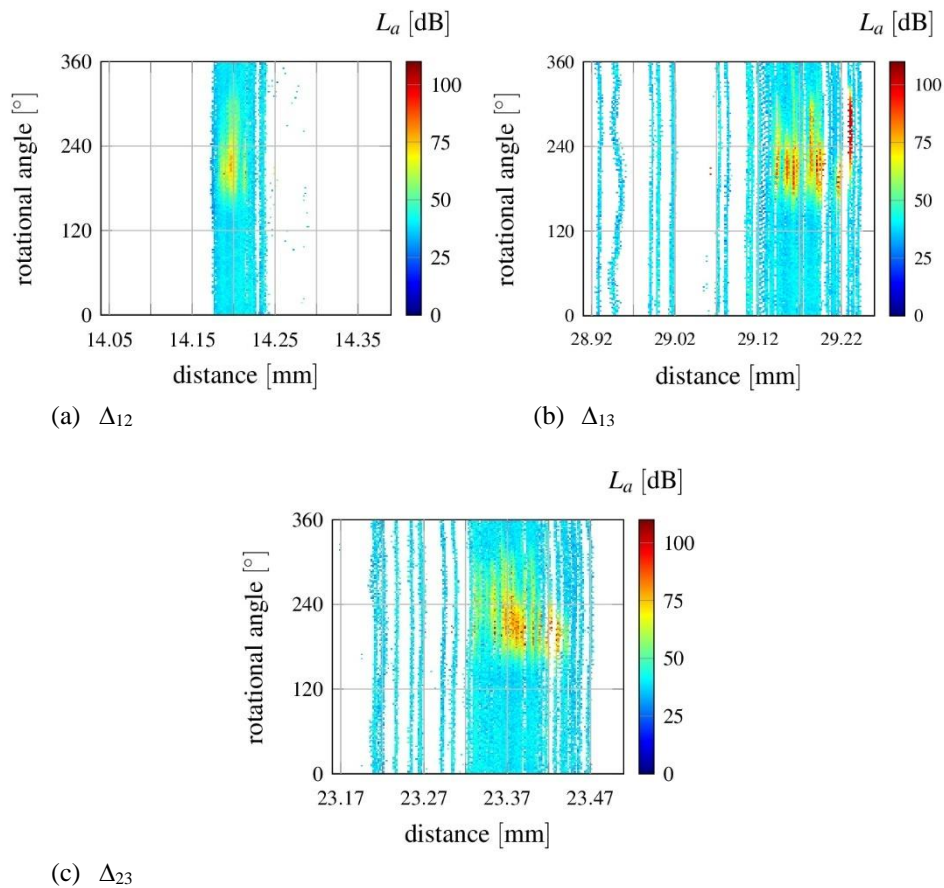 Lₐ [dB]
360
240
120
0
rotational angle [°]
14.05 14.15 14.25 14.35
distance [mm]
100
75
50
25
0
(a) Δ₁₂
Lₐ [dB]
360
240
120
0
rotational angle [°]
28.92 29.02 29.12 29.22
distance [mm]
100
75
50
25
0
(b) Δ₁₃
Lₐ [dB]
360
240
120
0
rotational angle [°]
23.17 23.27 23.37 23.47
distance [mm]
100
75
50
25
0
(c) Δ₂₃